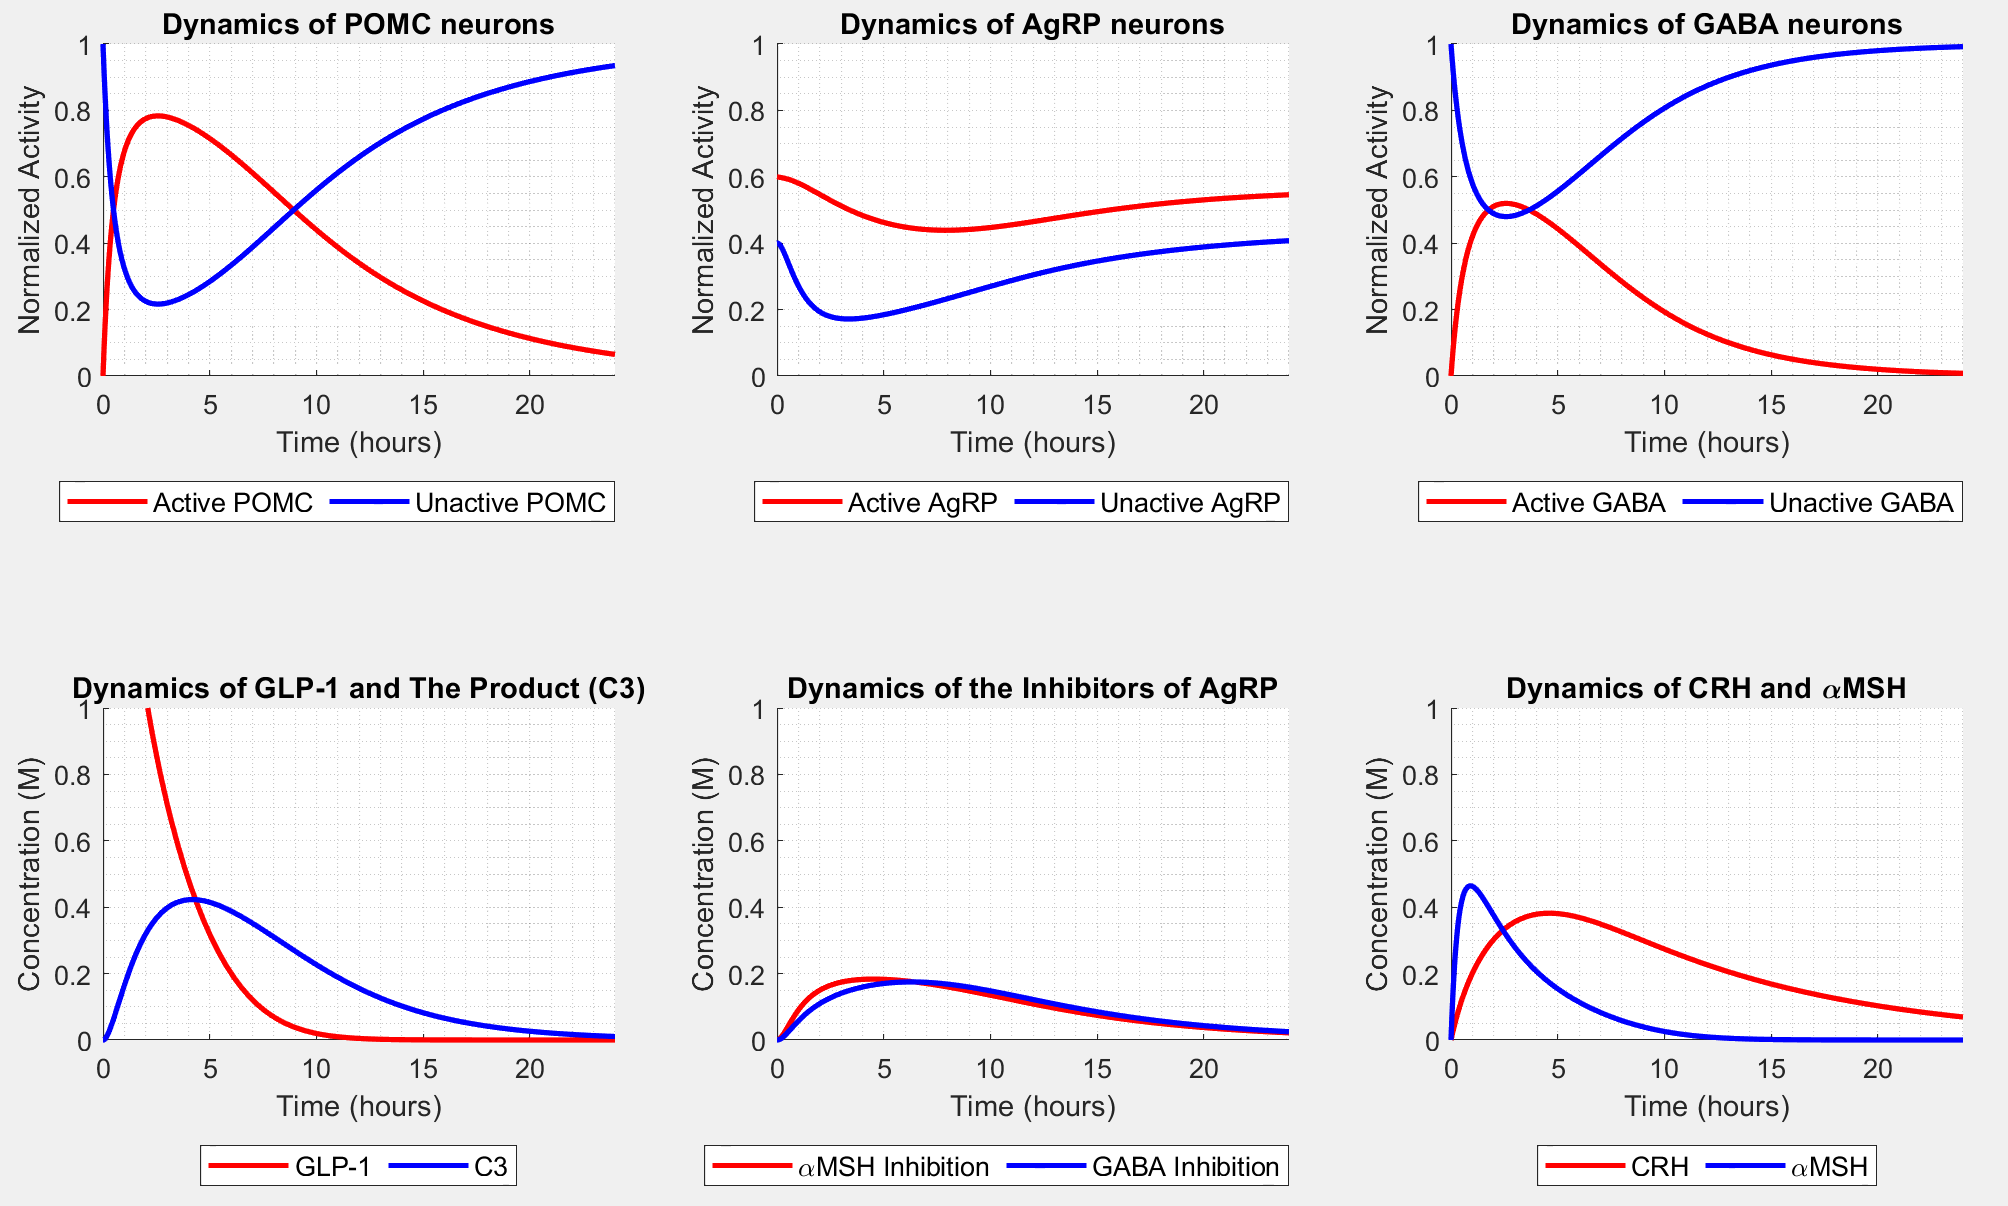 Dynamics of POMC neurons
Normalized Activity
1
0.8
0.6
0.4
0.2
0
0 5 10 15 20
Time (hours)
Active POMC Unactive POMC
Dynamics of AgRP neurons
Normalized Activity
1
0.8
0.6
0.4
0.2
0
0 5 10 15 20
Time (hours)
Active AgRP Unactive AgRP
Dynamics of GABA neurons
Normalized Activity
1
0.8
0.6
0.4
0.2
0
0 5 10 15 20
Time (hours)
Active GABA Unactive GABA
Dynamics of GLP-1 and The Product (C3)
Concentration (M)
1
0.8
0.6
0.4
0.2
0
0 5 10 15 20
Time (hours)
GLP-1 C3
Dynamics of the Inhibitors of AgRP
Concentration (M)
1
0.8
0.6
0.4
0.2
0
0 5 10 15 20
Time (hours)
αMSH Inhibition GABA Inhibition
Dynamics of CRH and αMSH
Concentration (M)
1
0.8
0.6
0.4
0.2
0
0 5 10 15 20
Time (hours)
CRH αMSH